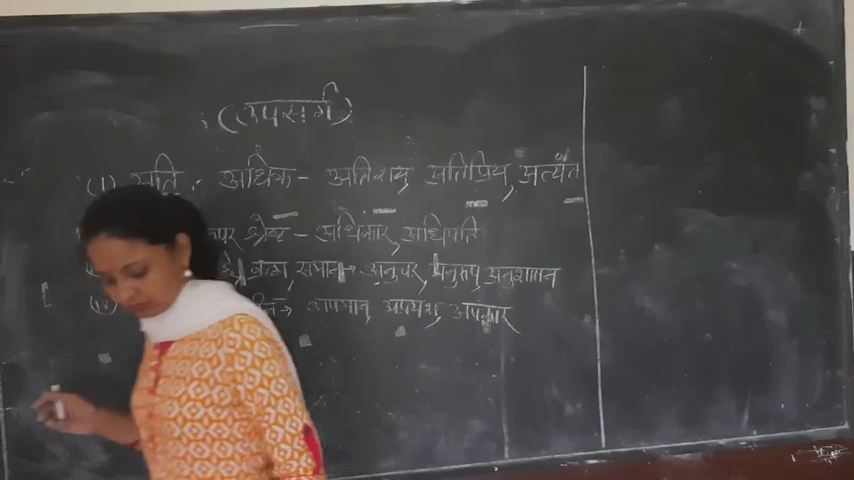 (उपसर्ग)
(I) अति - अधिक - अतिशय, अतिप्रिय, अत्यंत
ऊपर श्रेष्ठ - अधिकार, अधिपति
क्रम, समान → अनुचर, अनुरूप, अनुशासन
(IV) → अपमान, अपयश, अपकार